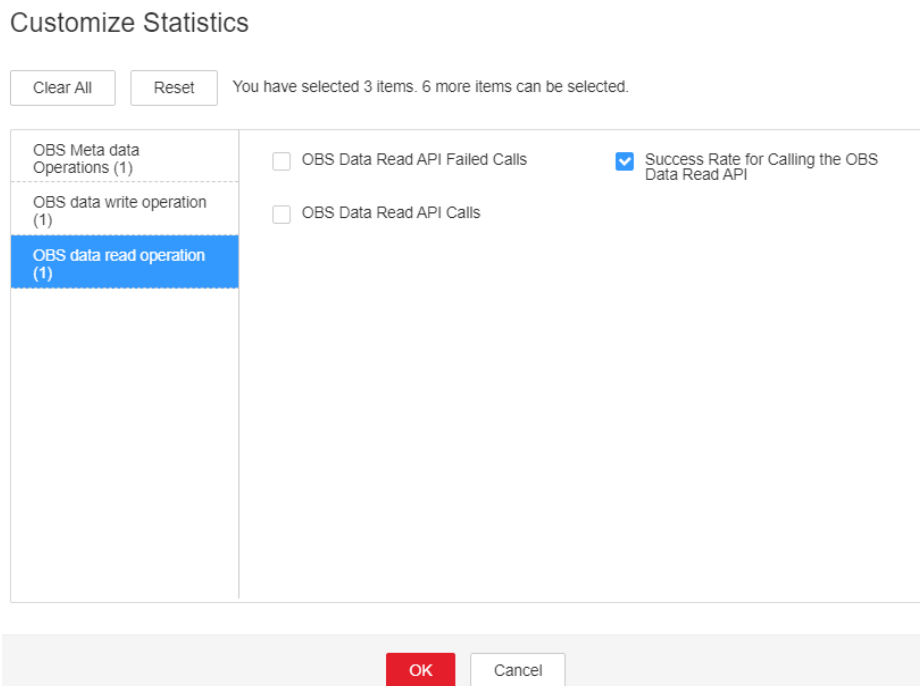 Customize Statistics
Clear All
Reset
You have selected 3 items. 6 more items can be selected.
OBS Meta data
Operations (1)
OBS data write operation
(1)
OBS data read operation
(1)
OBS Data Read API Failed Calls
Success Rate for Calling the OBS
Data Read API
OBS Data Read API Calls
OK
Cancel